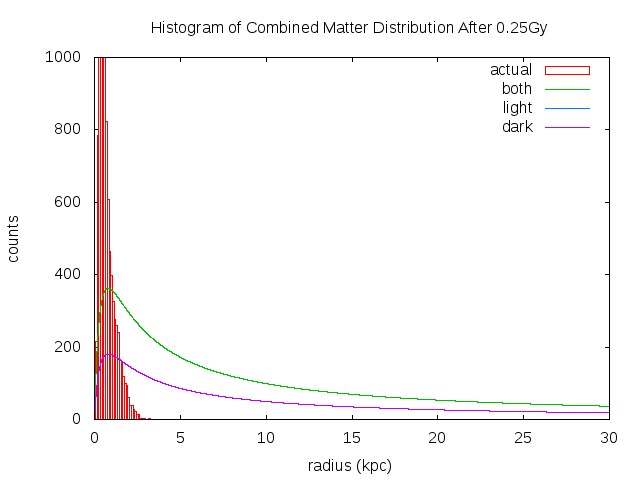 Histogram of Combined Matter Distribution After 0.25Gy
1000
800
600
400
200
0
counts
actual
both
light
dark
0 5 10 15 20 25 30
radius (kpc)